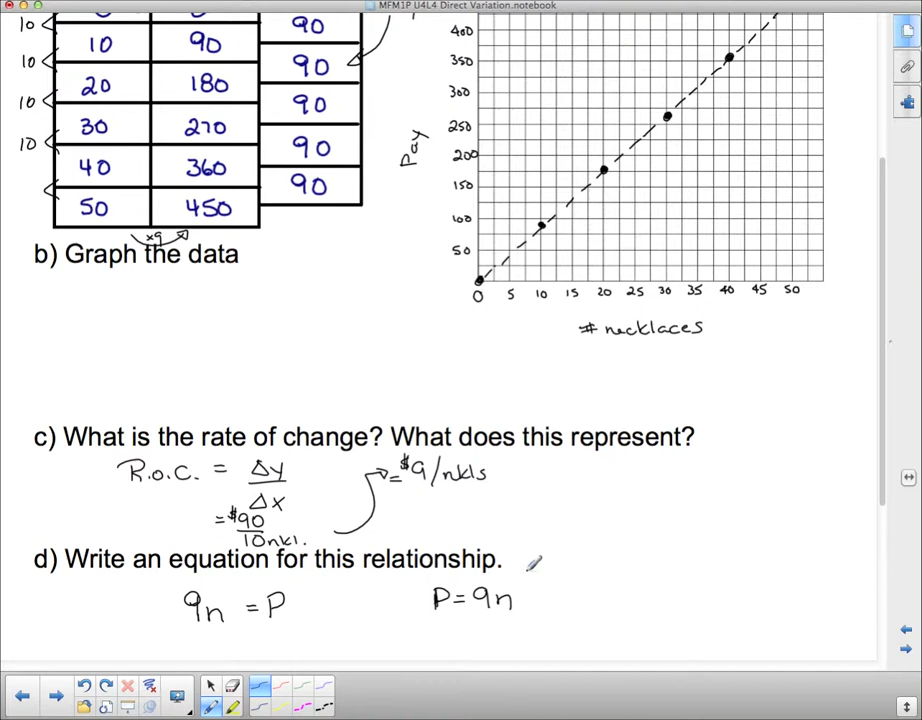 MFM1P U4L4 Direct Variation.notebook
10 90
10 90
10 90
20 180 90
10
30 270 90
10
40 360 90
50 450
x9
b) Graph the data
400
350
300
250
200
150
100
50
Pay
0 5 10 15 20 25 30 35 40 45 50
# necklaces
c) What is the rate of change? What does this represent?
R.o.C. = Δy = $9/nkls
Δx
= $90
10nkl.
d) Write an equation for this relationship.
9n = P P = 9n